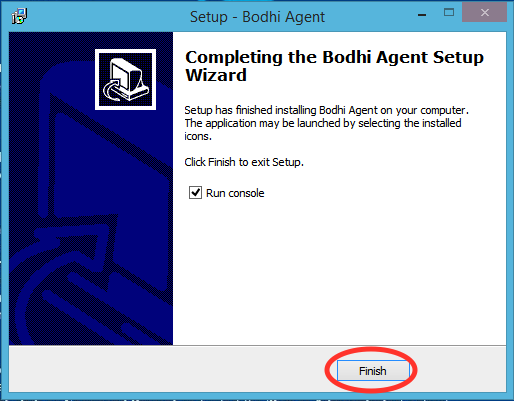 Setup - Bodhi Agent
Completing the Bodhi Agent Setup
Wizard
Setup has finished installing Bodhi Agent on your computer.
The application may be launched by selecting the installed
icons.
Click Finish to exit Setup.
Run console
Finish